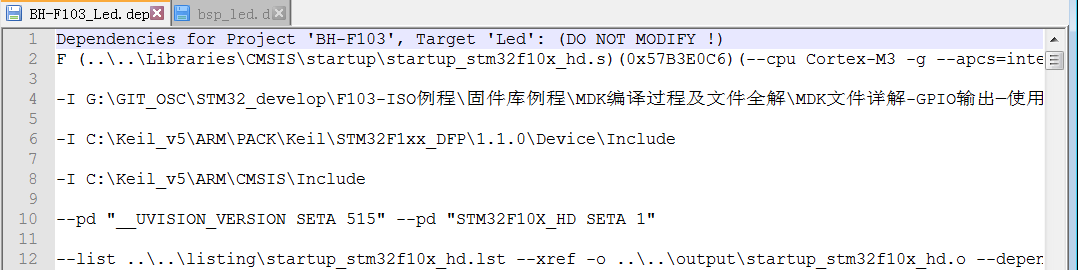 BH-F103_Led.dep bsp_led.d
1 Dependencies for Project 'BH-F103', Target 'Led': (DO NOT MODIFY !)
2 F (..\..\Libraries\CMSIS\startup\startup_stm32f10x_hd.s)(0x57B3E0C6)(--cpu Cortex-M3 -g --apcs=inte
3
4 -I G:\GIT_OSC\STM32_develop\F103-ISO例程\固件库例程\MDK编译过程及文件全解\MDK文件详解-GPIO输出—使用
5
6 -I C:\Keil_v5\ARM\PACK\Keil\STM32F1xx_DFP\1.1.0\Device\Include
7
8 -I C:\Keil_v5\ARM\CMSIS\Include
9
10 --pd "__UVISION_VERSION SETA 515" --pd "STM32F10X_HD SETA 1"
11
12 --list ..\..\listing\startup_stm32f10x_hd.lst --xref -o ..\..\output\startup_stm32f10x_hd.o --depen